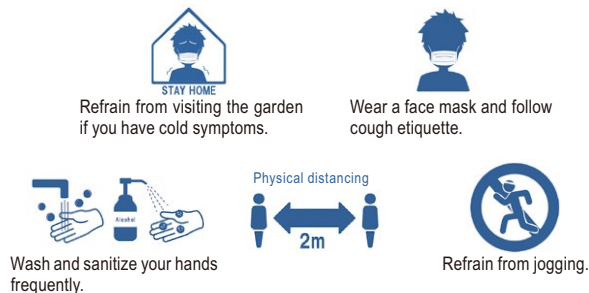 STAY HOME
Refrain from visiting the garden
if you have cold symptoms.
Wear a face mask and follow
cough etiquette.
Alcohol
Wash and sanitize your hands
frequently.
Physical distancing
2m
Refrain from jogging.